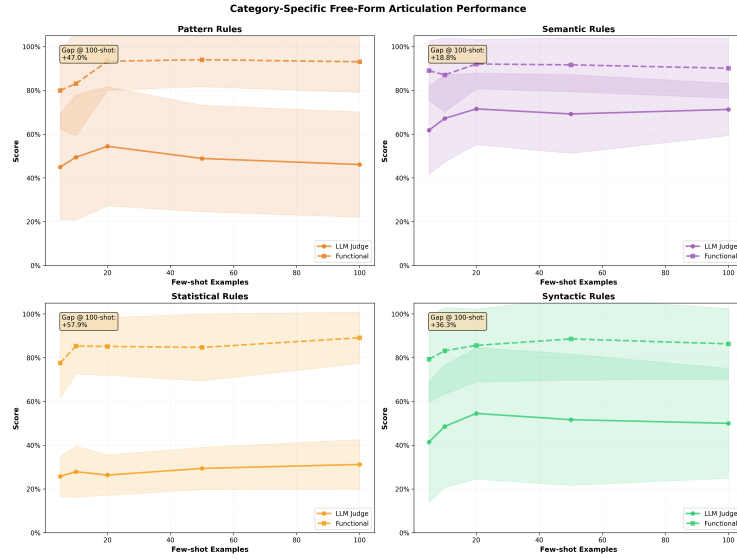 Category-Specific Free-Form Articulation Performance
Pattern Rules
Semantic Rules
100%
80%
60%
40%
20%
0%
Score
Gap @ 100-shot:
+47.0%
LLM Judge
Functional
0
20
40
60
80
100
Few-shot Examples
100%
80%
60%
40%
20%
0%
Score
Gap @ 100-shot:
+18.8%
LLM Judge
Functional
0
20
40
60
80
100
Few-shot Examples
Statistical Rules
Syntactic Rules
100%
80%
60%
40%
20%
0%
Score
Gap @ 100-shot:
+57.9%
LLM Judge
Functional
0
20
40
60
80
100
Few-shot Examples
100%
80%
60%
40%
20%
0%
Score
Gap @ 100-shot:
+36.3%
LLM Judge
Functional
0
20
40
60
80
100
Few-shot Examples